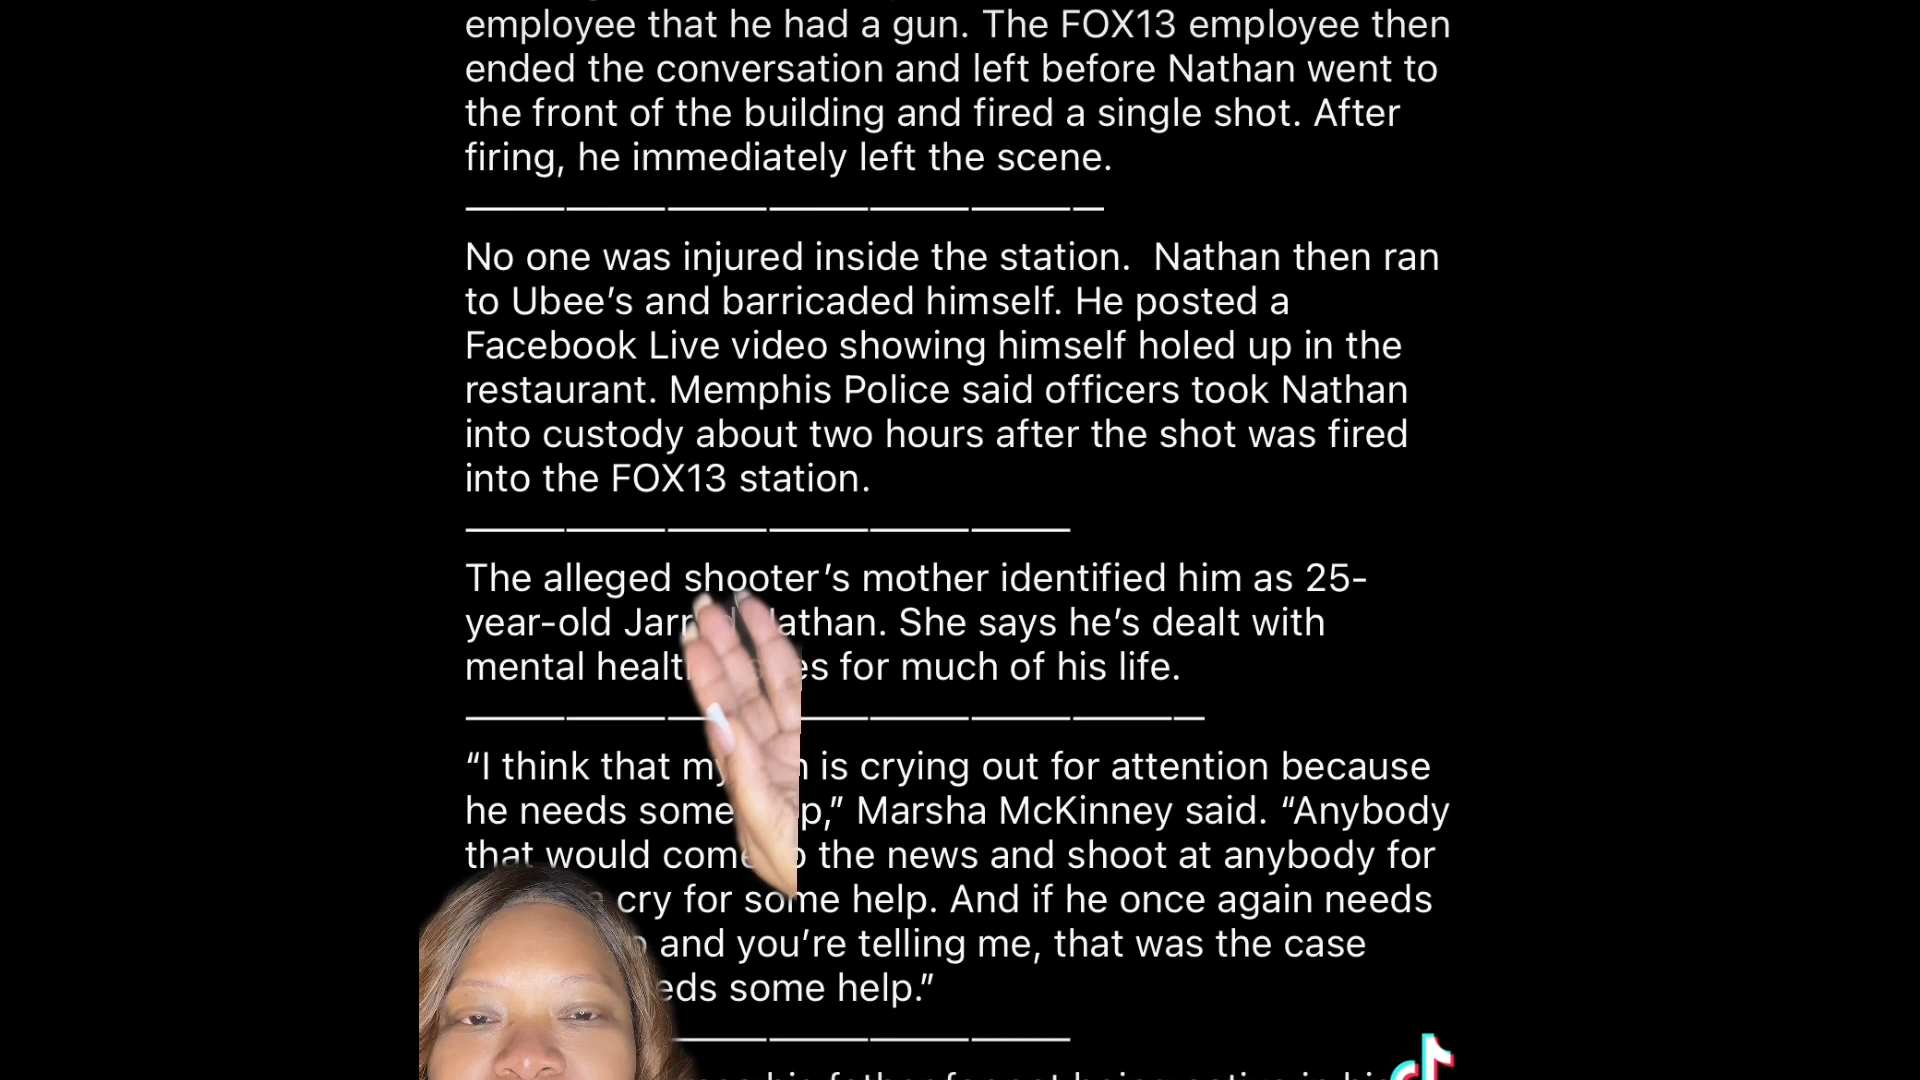 employee that he had a gun. The FOX13 employee then
ended the conversation and left before Nathan went to
the front of the building and fired a single shot. After
firing, he immediately left the scene.
No one was injured inside the station.  Nathan then ran
to Ubee’s and barricaded himself. He posted a
Facebook Live video showing himself holed up in the
restaurant. Memphis Police said officers took Nathan
into custody about two hours after the shot was fired
into the FOX13 station.
The alleged shooter’s mother identified him as 25-
year-old Nathan. She says he’s dealt with
mental for much of his life.
“I think that is crying out for attention because
he needs some Marsha McKinney said. “Anybody
that would come the news and shoot at anybody for
cry for some help. And if he once again needs
and you’re telling me, that was the case
some help.”